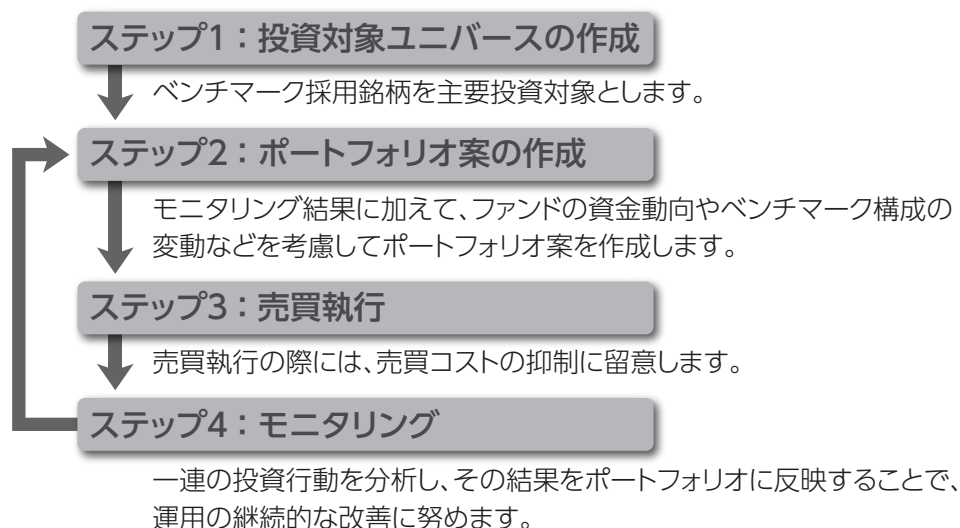 ステップ1：投資対象ユニバースの作成
ベンチマーク採用銘柄を主要投資対象とします。
ステップ2：ポートフォリオ案の作成
モニタリング結果に加えて、ファンドの資金動向やベンチマーク構成の
変動などを考慮してポートフォリオ案を作成します。
ステップ3：売買執行
売買執行の際には、売買コストの抑制に留意します。
ステップ4：モニタリング
一連の投資行動を分析し、その結果をポートフォリオに反映することで、
運用の継続的な改善に努めます。